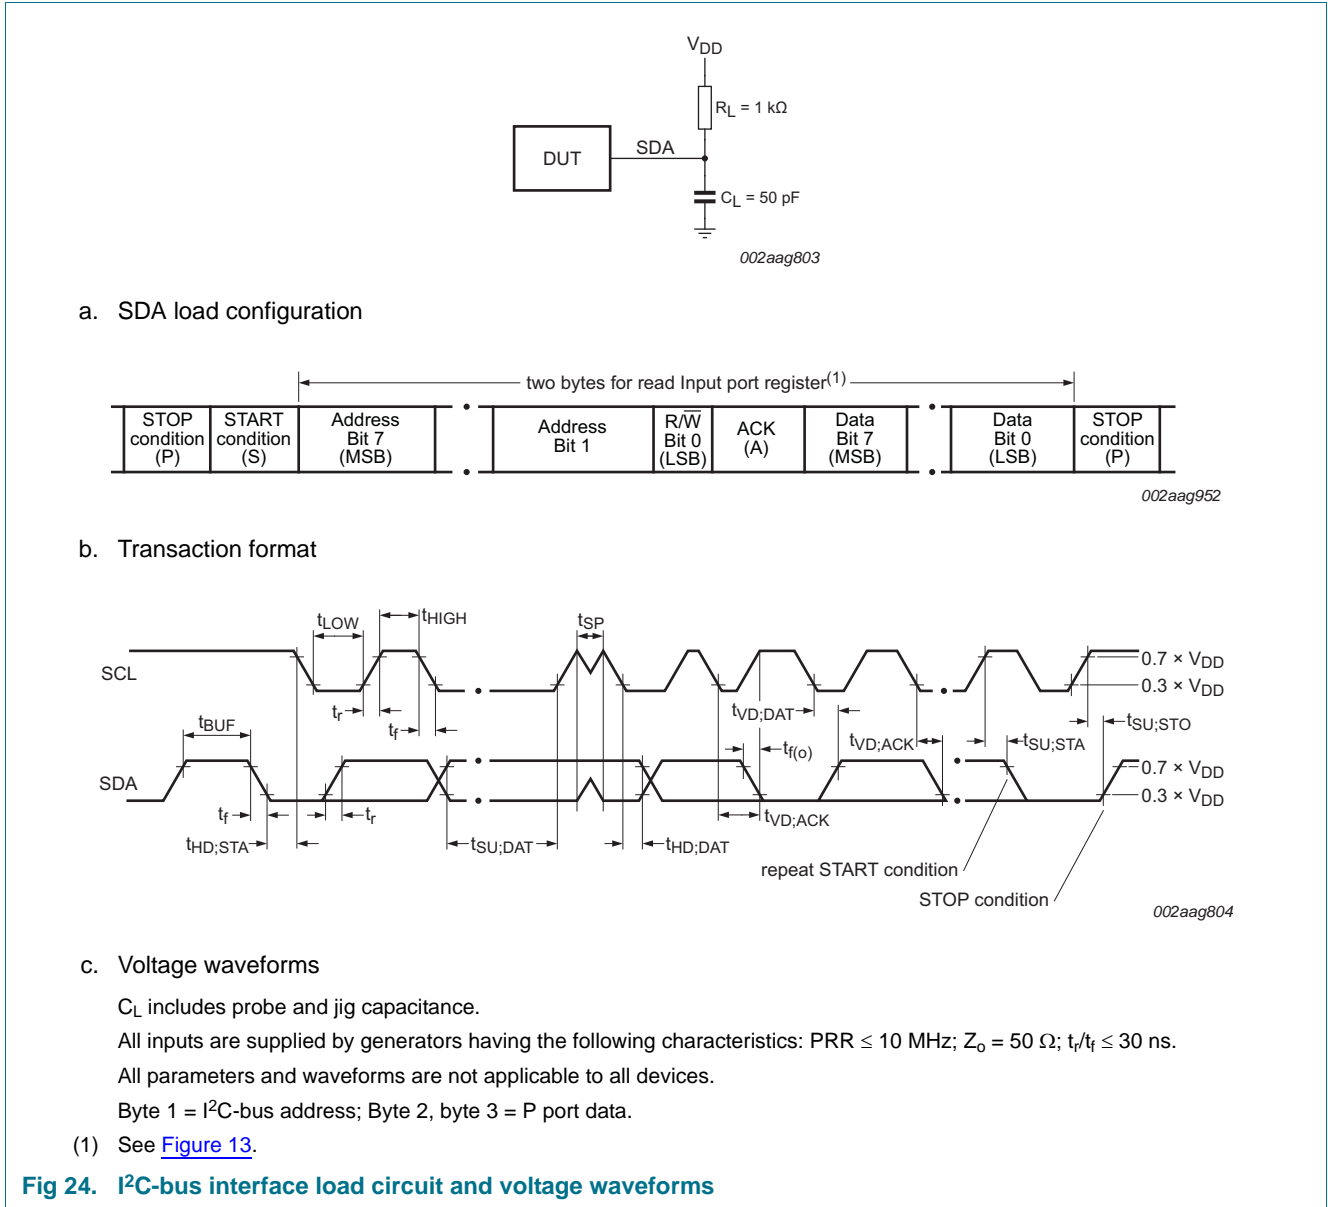 VDD
RL = 1 kΩ
DUT
SDA
CL = 50 pF
002aag803
a. SDA load configuration
two bytes for read Input port register(1)
STOP condition (P)
START condition (S)
Address Bit 7 (MSB)
Address Bit 1
R/W̅ Bit 0 (LSB)
ACK (A)
Data Bit 7 (MSB)
Data Bit 0 (LSB)
STOP condition (P)
002aag952
b. Transaction format
tLOW
tHIGH
tSP
SCL
0.7 × VDD
0.3 × VDD
tr
tf
tBUF
tVD;DAT
tf(o)
tVD;ACK
tSU;STA
tSU;STO
SDA
0.7 × VDD
0.3 × VDD
tf
tr
tVD;ACK
tHD;STA
tSU;DAT
tHD;DAT
repeat START condition
STOP condition
002aag804
c. Voltage waveforms
CL includes probe and jig capacitance.
All inputs are supplied by generators having the following characteristics: PRR ≤ 10 MHz; Zo = 50 Ω; tr/tf ≤ 30 ns.
All parameters and waveforms are not applicable to all devices.
Byte 1 = I²C-bus address; Byte 2, byte 3 = P port data.
(1) See Figure 13.
Fig 24. I²C-bus interface load circuit and voltage waveforms